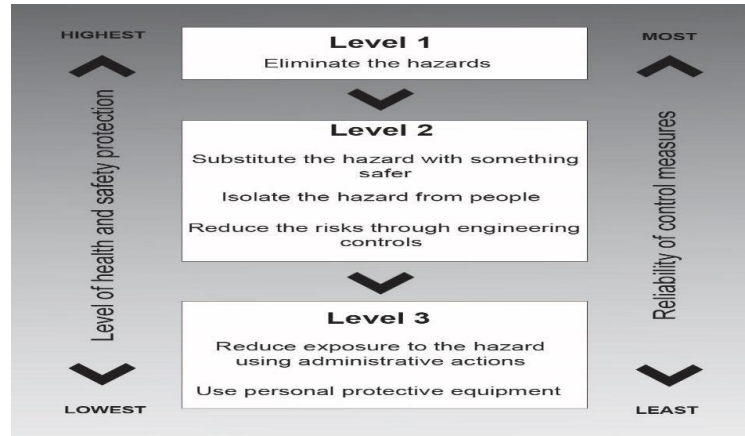 HIGHEST
MOST
Level 1
Eliminate the hazards
Level 2
Substitute the hazard with something
safer
Isolate the hazard from people
Reduce the risks through engineering
controls
Level 3
Reduce exposure to the hazard
using administrative actions
Use personal protective equipment
Level of health and safety protection
Reliability of control measures
LOWEST
LEAST